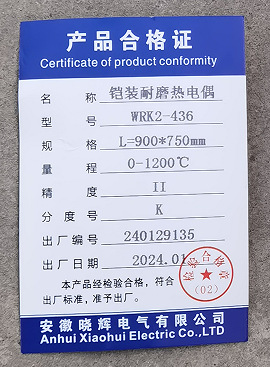 产品合格证
Certificate of product conformity
名称 铠装耐磨热电偶
型号 WRK2-436
规格 L=900*750mm
量程 0-1200℃
精度 II
分度号 K
出厂编号 240129135
出厂日期 2024.01
本产品经检验合格，符合
出厂标准，准予出厂。
(02)
安徽晓辉电气有限公司
Anhui Xiaohui Electric Co.,LTD